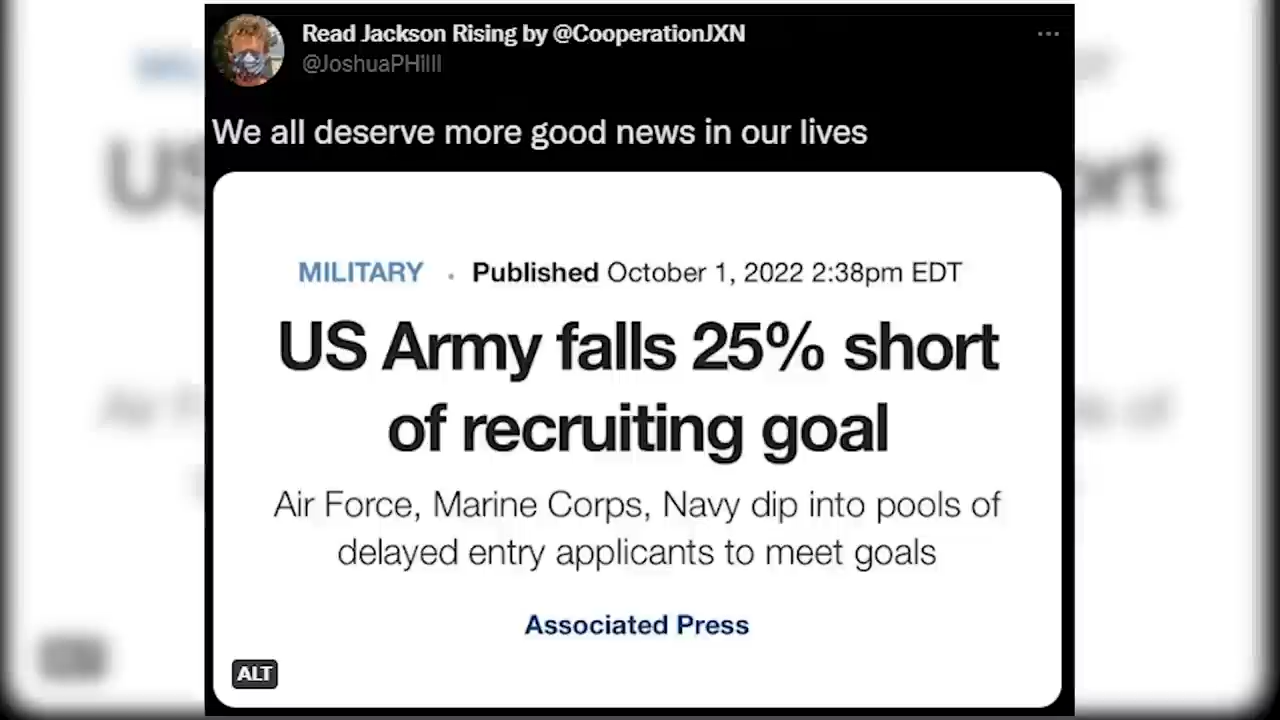 Read Jackson Rising by @CooperationJXN
@JoshuaPHilll
We all deserve more good news in our lives
MILITARY · Published October 1, 2022 2:38pm EDT
US Army falls 25% short
of recruiting goal
Air Force, Marine Corps, Navy dip into pools of
delayed entry applicants to meet goals
Associated Press
ALT